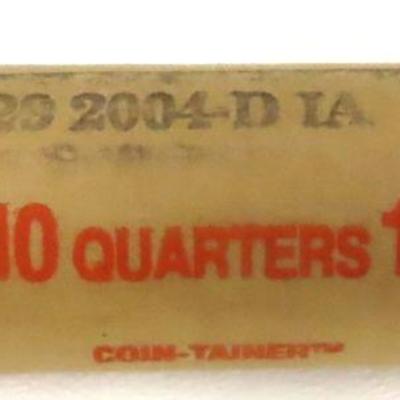 29 2004-D IA
10 QUARTERS 1
COIN-TAINER™